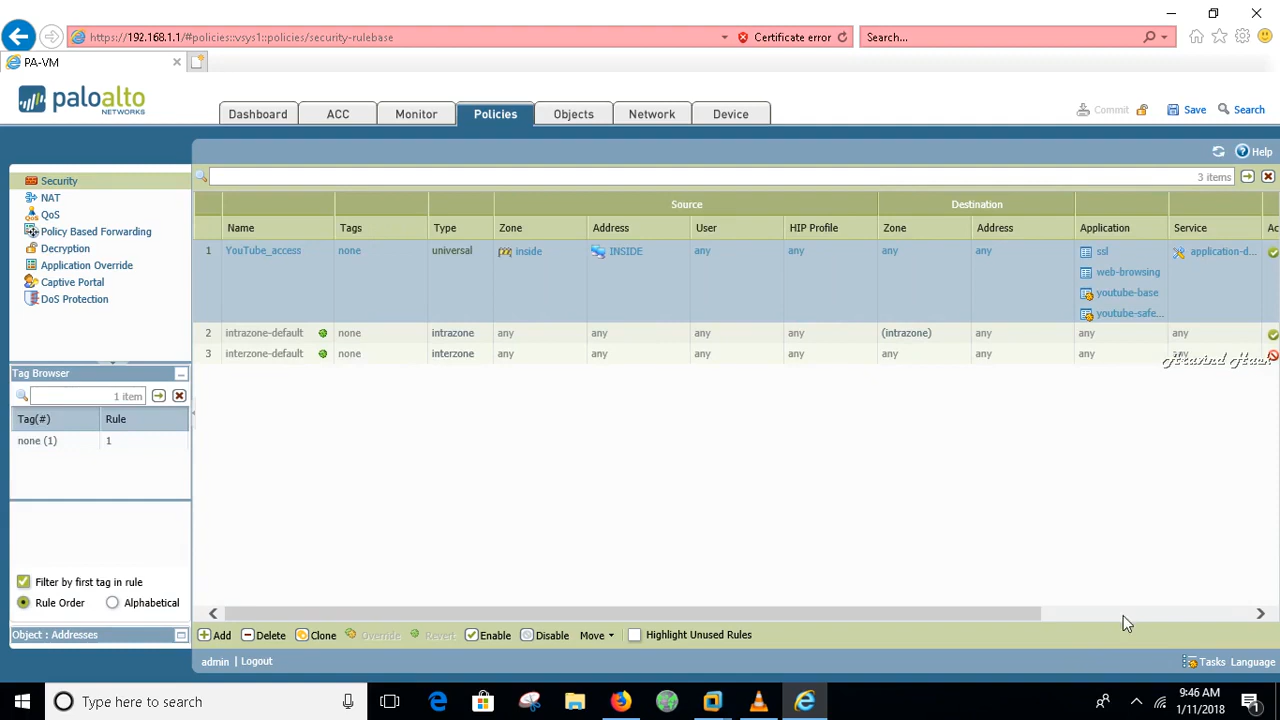 https://192.168.1.1/#policies::vsys1::policies/security-rulebase
Certificate error
Search...
PA-VM
paloalto
NETWORKS
Dashboard
ACC
Monitor
Policies
Objects
Network
Device
Commit
Save
Search
Help
Security
NAT
QoS
Policy Based Forwarding
Decryption
Application Override
Captive Portal
DoS Protection
3 items
Source
Destination
Name Tags Type Zone Address User HIP Profile Zone Address Application Service Ac
1 YouTube_access none universal inside INSIDE any any any any ssl application-d...
web-browsing
youtube-base
youtube-safe...
2 intrazone-default none intrazone any any any any (intrazone) any any any
3 interzone-default none interzone any any any any any any any any
Aravind Hack
Tag Browser
1 item
Tag(#) Rule
none (1) 1
Filter by first tag in rule
Rule Order Alphabetical
Object : Addresses
Add Delete Clone Override Revert Enable Disable Move Highlight Unused Rules
admin | Logout
Tasks Language
Type here to search
9:46 AM
1/11/2018
1